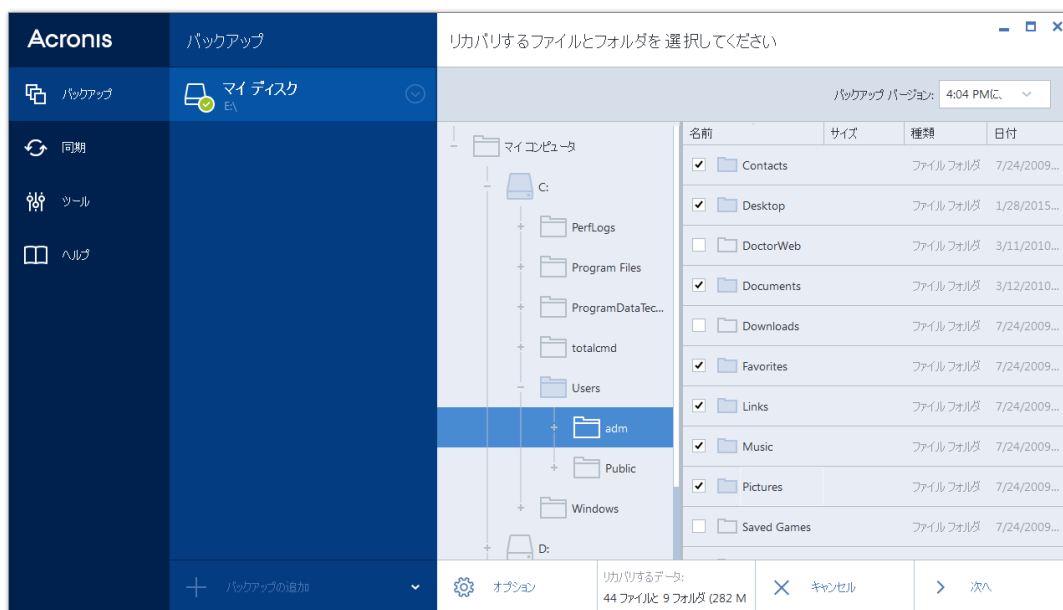 Acronis
バックアップ
リカバリするファイルとフォルダを選択してください
バックアップ
同期
ツール
ヘルプ
マイ ディスク
E:\
バックアップの追加
バックアップ バージョン:
4:04 PMに、
マイ コンピュータ
C:
PerfLogs
Program Files
ProgramDataTec...
totalcmd
Users
adm
Public
Windows
D:
名前 サイズ 種類 日付
Contacts ファイル フォルダ 7/24/2009...
Desktop ファイル フォルダ 1/28/2015...
DoctorWeb ファイル フォルダ 3/11/2010...
Documents ファイル フォルダ 3/12/2010...
Downloads ファイル フォルダ 7/24/2009...
Favorites ファイル フォルダ 7/24/2009...
Links ファイル フォルダ 7/24/2009...
Music ファイル フォルダ 7/24/2009...
Pictures ファイル フォルダ 7/24/2009...
Saved Games ファイル フォルダ 7/24/2009...
オプション
リカバリするデータ:
44 ファイルと 9 フォルダ (282 M
キャンセル
次へ